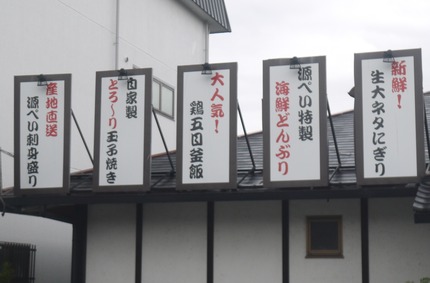 新鮮！
生大ネタにぎり
源ぺい特製
海鮮どんぶり
大人気！
鶏五目釜飯
自家製
とろ〜り玉子焼き
産地直送
源ぺい刺身盛り